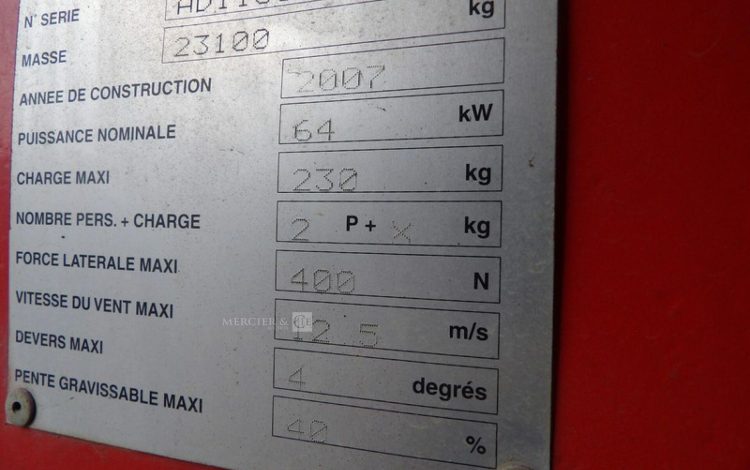 N° SERIE
MASSE 23100 kg
ANNEE DE CONSTRUCTION 2007
PUISSANCE NOMINALE 64 kW
CHARGE MAXI 230 kg
NOMBRE PERS. + CHARGE 2 P + X kg
FORCE LATERALE MAXI 400 N
VITESSE DU VENT MAXI 12.5 m/s
DEVERS MAXI 4 degrés
PENTE GRAVISSABLE MAXI 40 %
MERCIER &